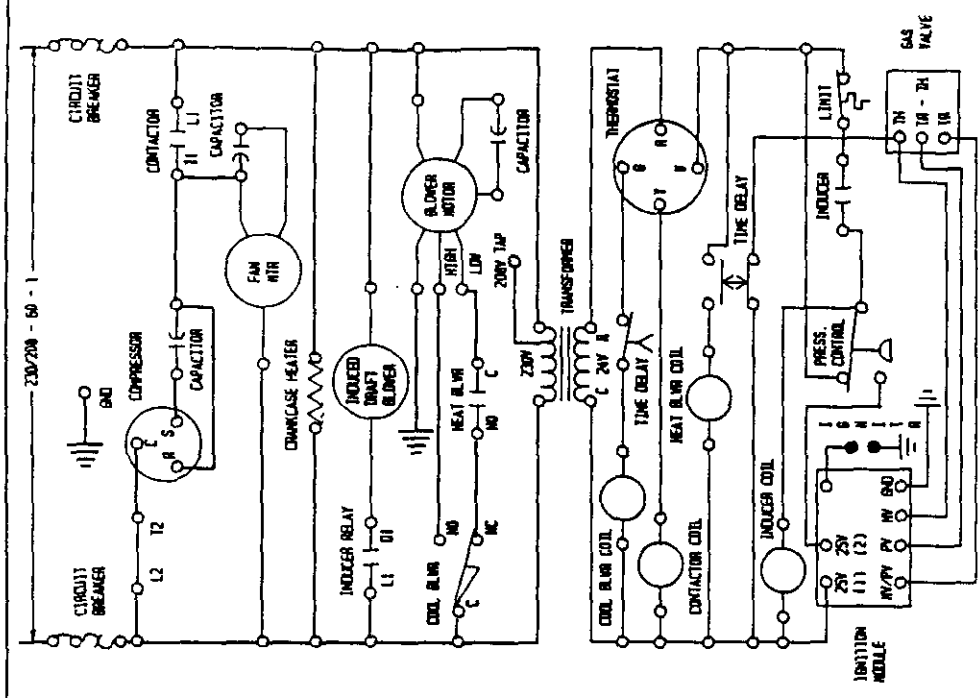 230/208 - 60 - 1
CIRCUIT
BREAKER
CIRCUIT
BREAKER
GND
COMPRESSOR
CONTACTOR
L2
T2
C
R
S
CAPACITOR
T1
L1
CAPACITOR
FAN
MTR
CRANKCASE HEATER
INDUCER RELAY
L1
01
INDUCED
DRAFT
BLOWER
COOL BLWR
C
NO
NC
HEAT BLWR
NO
C
HIGH
LOW
BLOWER
MOTOR
CAPACITOR
208V TAP
230V
TRANSFORMER
C 24V R
THERMOSTAT
G
R
Y
W
COOL BLWR COIL
TIME DELAY
CONTACTOR COIL
HEAT BLWR COIL
TIME DELAY
INDUCER COIL
PRESS.
CONTROL
INDUCER
LIMIT
GAS
VALVE
TH
TR - TH
TR
IGNITION
MODULE
25V
(1)
25V
(2)
MV/PV
PV
MV
GND
I
G
N
I
T
R